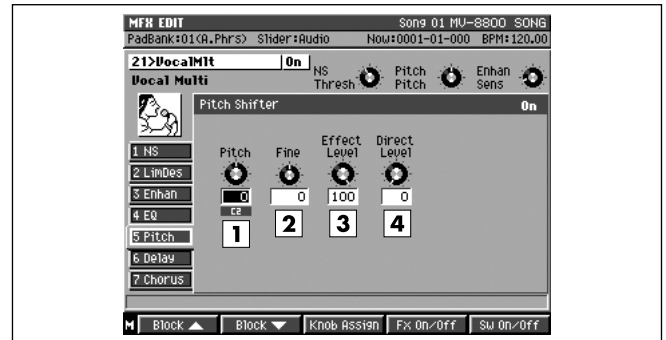 MFX EDIT Song 01 MV-8800 SONG
PadBank:01(A.Phrs) Slider:Audio Now:0001-01-000 BPM:120.00
21>VocalMlt On
Vocal Multi
NS Thresh
Pitch Pitch
Enhan Sens
Pitch Shifter On
1 NS
2 LimDes
3 Enhan
4 EQ
5 Pitch
6 Delay
7 Chorus
Pitch Fine Effect Level Direct Level
0 0 100 0
C2
1 2 3 4
M Block ▲ Block ▼ Knob Assign Fx On/Off Sw On/Off